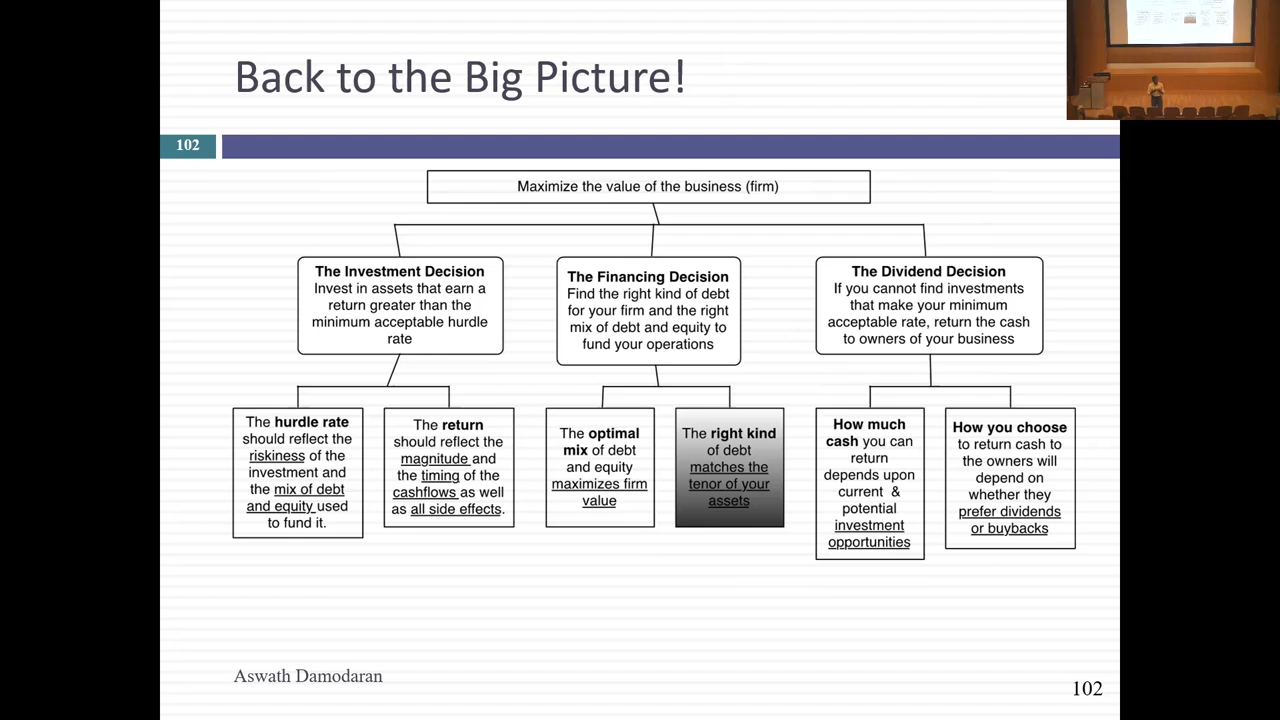 Back to the Big Picture!
102
Maximize the value of the business (firm)
The Investment Decision
Invest in assets that earn a
return greater than the
minimum acceptable hurdle
rate
The Financing Decision
Find the right kind of debt
for your firm and the right
mix of debt and equity to
fund your operations
The Dividend Decision
If you cannot find investments
that make your minimum
acceptable rate, return the cash
to owners of your business
The hurdle rate
should reflect the
riskiness of the
investment and
the mix of debt
and equity used
to fund it.
The return
should reflect the
magnitude and
the timing of the
cashflows as well
as all side effects.
The optimal
mix of debt
and equity
maximizes firm
value
The right kind
of debt
matches the
tenor of your
assets
How much
cash you can
return
depends upon
current &
potential
investment
opportunities
How you choose
to return cash to
the owners will
depend on
whether they
prefer dividends
or buybacks
Aswath Damodaran
102